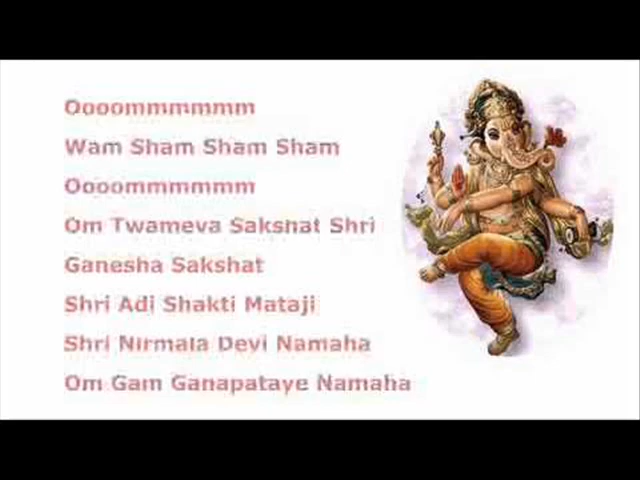 Oooommmmmm
Wam Sham Sham Sham
Oooommmmmm
Om Twameva Sakshat Shri
Ganesha Sakshat
Shri Adi Shakti Mataji
Shri Nirmala Devi Namaha
Om Gam Ganapataye Namaha